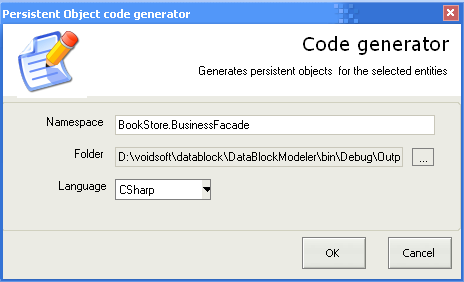 Persistent Object code generator
Code generator
Generates persistent objects for the selected entities
Namespace BookStore.BusinessFacade
Folder D:\voidsoft\datablock\DataBlockModeler\bin\Debug\Outp ...
Language CSharp
OK Cancel